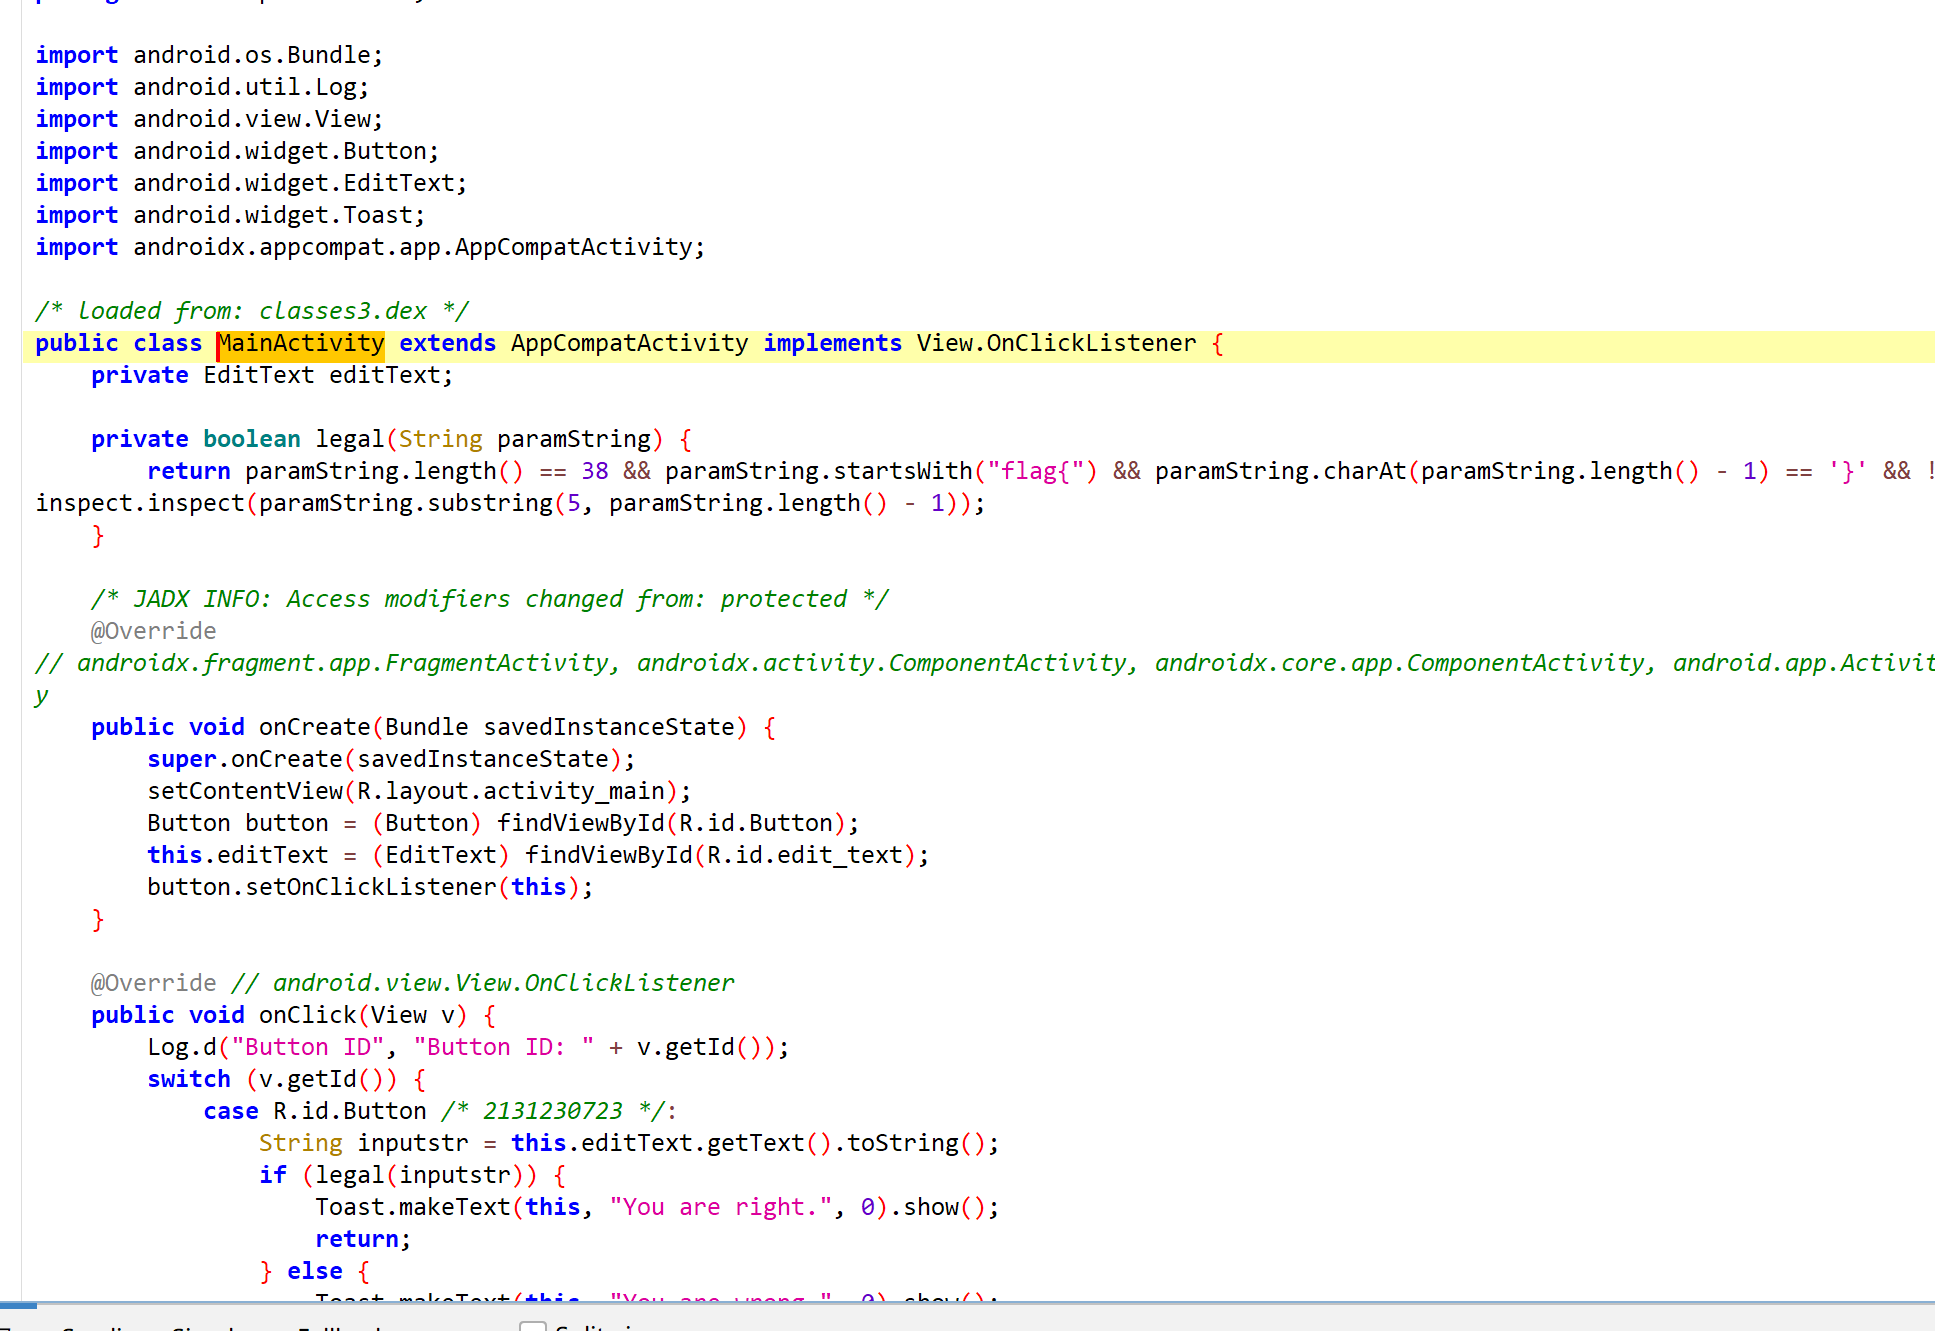 import android.os.Bundle;
import android.util.Log;
import android.view.View;
import android.widget.Button;
import android.widget.EditText;
import android.widget.Toast;
import androidx.appcompat.app.AppCompatActivity;
/* loaded from: classes3.dex */
public class MainActivity extends AppCompatActivity implements View.OnClickListener {
    private EditText editText;
    private boolean legal(String paramString) {
        return paramString.length() == 38 && paramString.startsWith("flag{") && paramString.charAt(paramString.length() - 1) == '}' && !
inspect.inspect(paramString.substring(5, paramString.length() - 1));
    }
    /* JADX INFO: Access modifiers changed from: protected */
    @Override
// androidx.fragment.app.FragmentActivity, androidx.activity.ComponentActivity, androidx.core.app.ComponentActivity, android.app.Activit
y
    public void onCreate(Bundle savedInstanceState) {
        super.onCreate(savedInstanceState);
        setContentView(R.layout.activity_main);
        Button button = (Button) findViewById(R.id.Button);
        this.editText = (EditText) findViewById(R.id.edit_text);
        button.setOnClickListener(this);
    }
    @Override // android.view.View.OnClickListener
    public void onClick(View v) {
        Log.d("Button ID", "Button ID: " + v.getId());
        switch (v.getId()) {
            case R.id.Button /* 2131230723 */:
                String inputstr = this.editText.getText().toString();
                if (legal(inputstr)) {
                    Toast.makeText(this, "You are right.", 0).show();
                    return;
                } else {
                    Toast.makeText(this, "You are wrong.", 0).show();